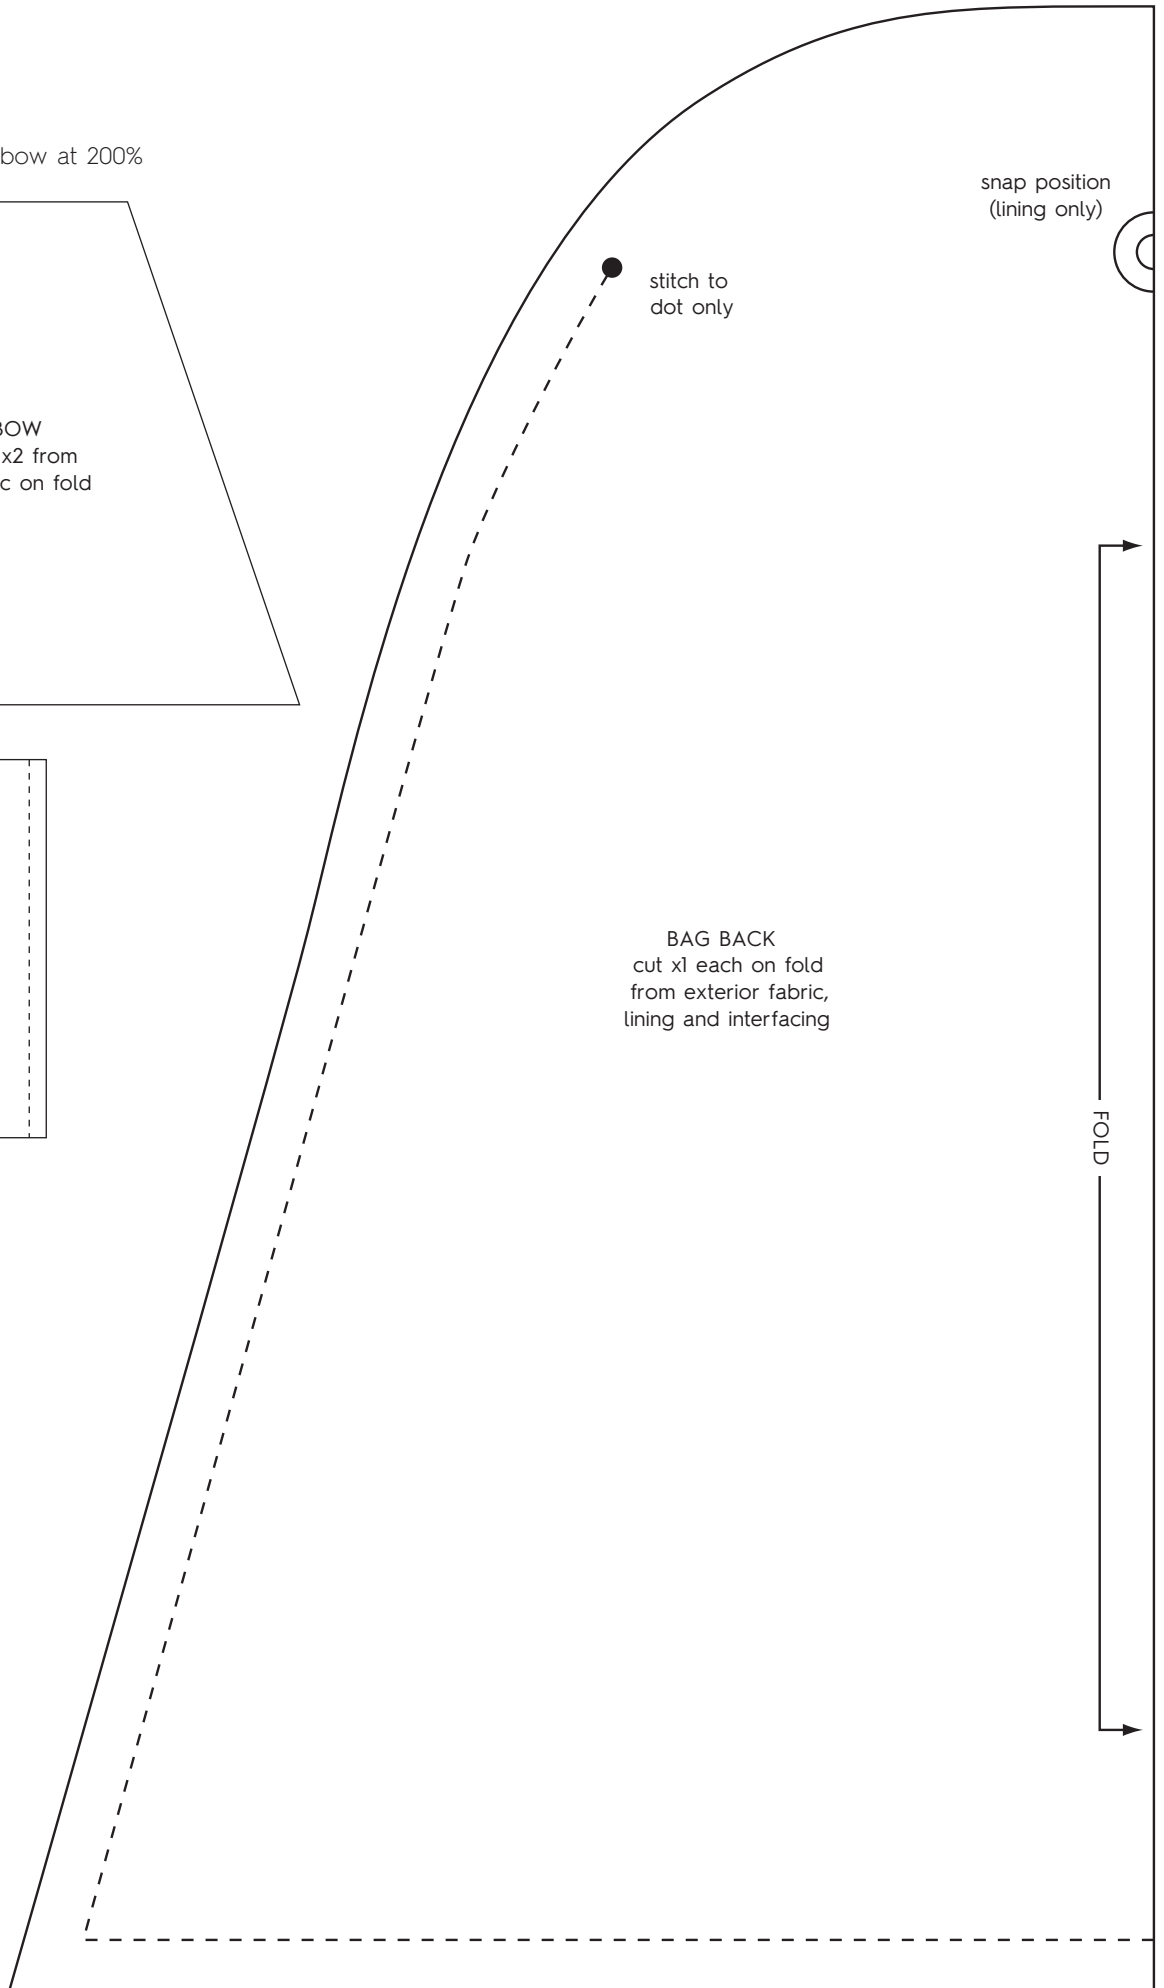 bow at 200%
snap position
(lining only)
stitch to
dot only
BOW
x2 from
c on fold
BAG BACK
cut x1 each on fold
from exterior fabric,
lining and interfacing
FOLD